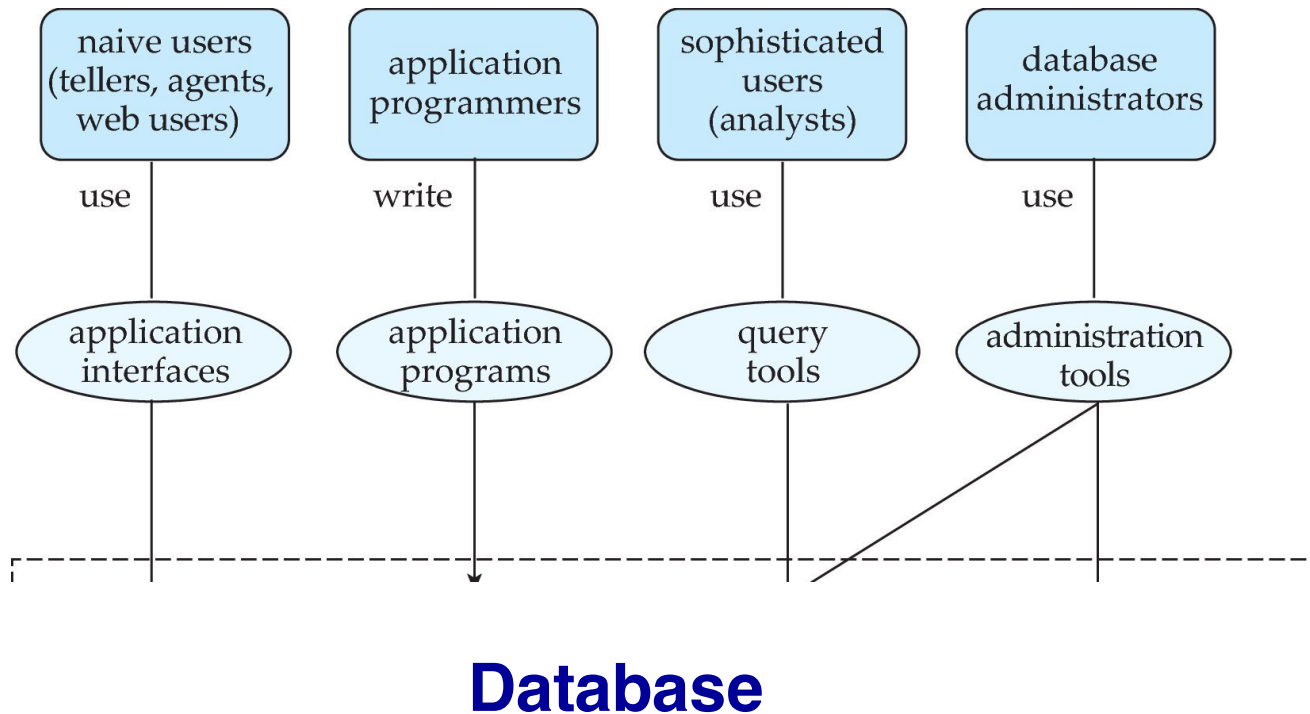 naive users
(tellers, agents,
web users)
application
programmers
sophisticated
users
(analysts)
database
administrators
use
write
use
use
application
interfaces
application
programs
query
tools
administration
tools
Database